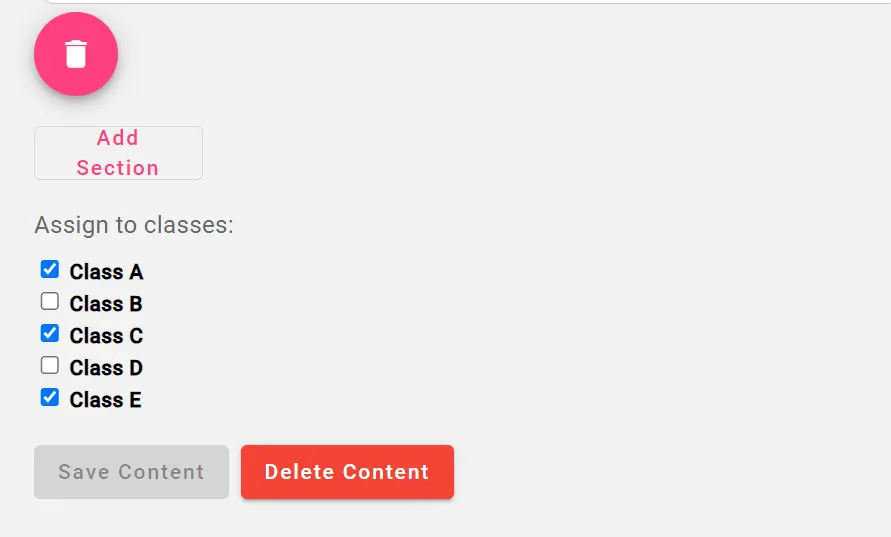 Add
Section
Assign to classes:
Class A
Class B
Class C
Class D
Class E
Save Content Delete Content